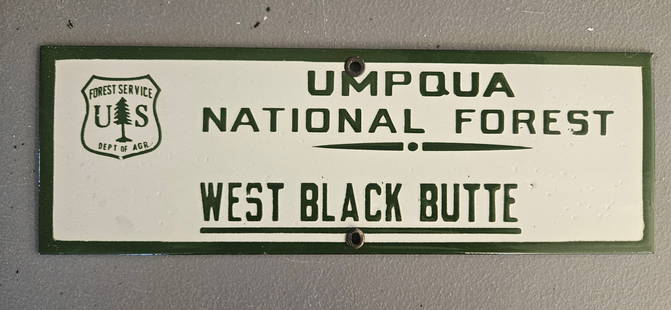 FOREST SERVICE
U S
DEPT OF AGR
UMPQUA
NATIONAL FOREST
WEST BLACK BUTTE